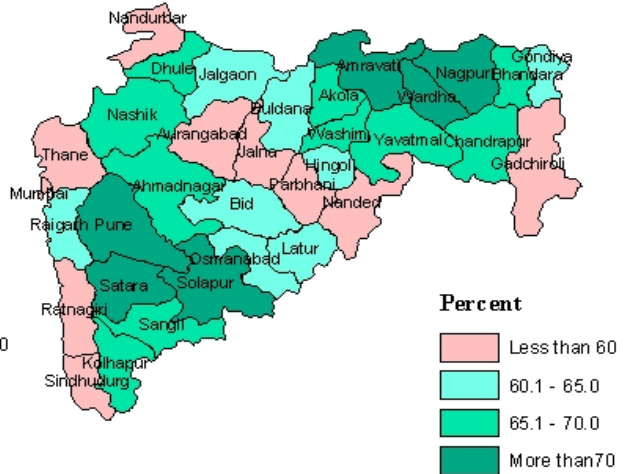 Nandurbar
Dhule
Jalgaon
Buldana
Amravati
Nagpur
Gondiya
Bhandara
Akola
Wardha
Nashik
Aurangabad
Jalna
Washim
Yavatmal
Chandrapur
Gadchiroli
Thane
Hingoli
Parbhani
Nanded
Ahmadnagar
Mumbai
Raigarh
Pune
Bid
Latur
Osmanabad
Satara
Solapur
Ratnagiri
Sangli
Kolhapur
Sindhudurg
0
Percent
Less than 60
60.1 - 65.0
65.1 - 70.0
More than70